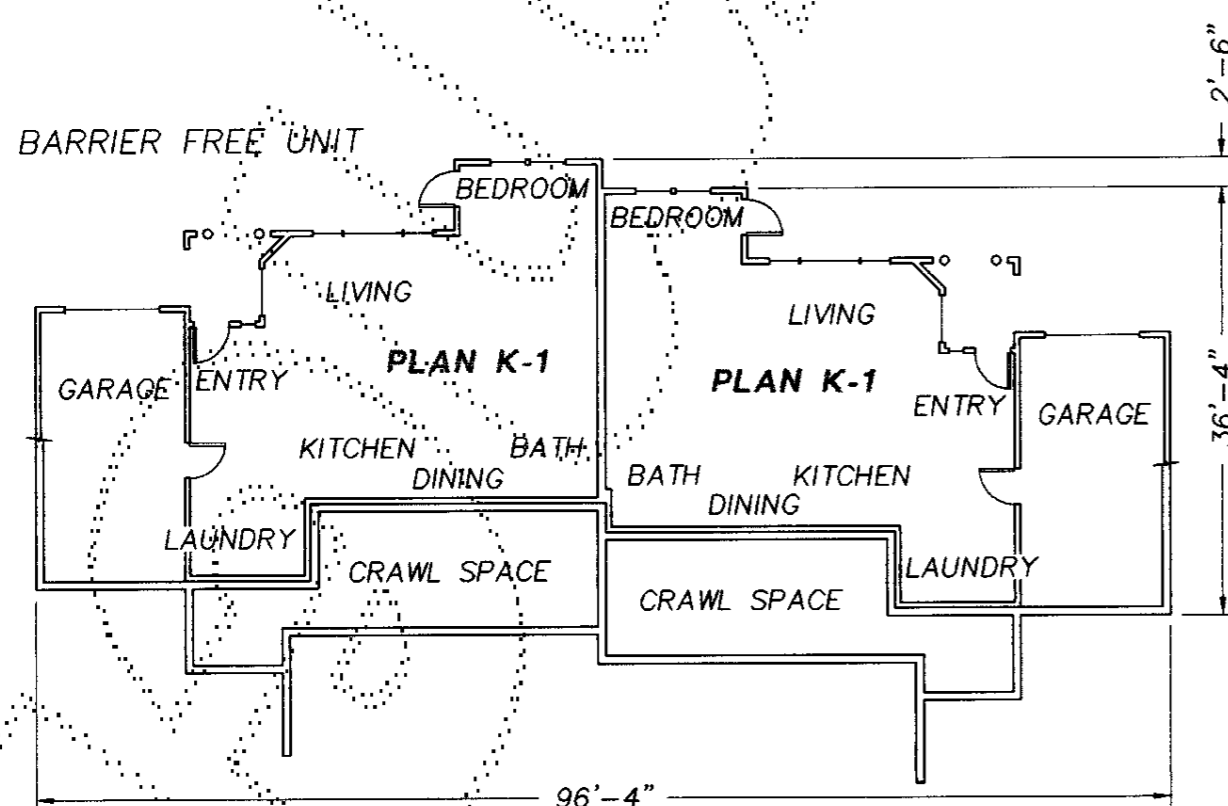 2'-6"
BARRIER FREE UNIT
BEDROOM
BEDROOM
LIVING
LIVING
PLAN K-1
PLAN K-1
GARAGE
ENTRY
ENTRY
GARAGE
36'-4"
KITCHEN
BATH
DINING
BATH
KITCHEN
DINING
LAUNDRY
LAUNDRY
CRAWL SPACE
CRAWL SPACE
96'-4"